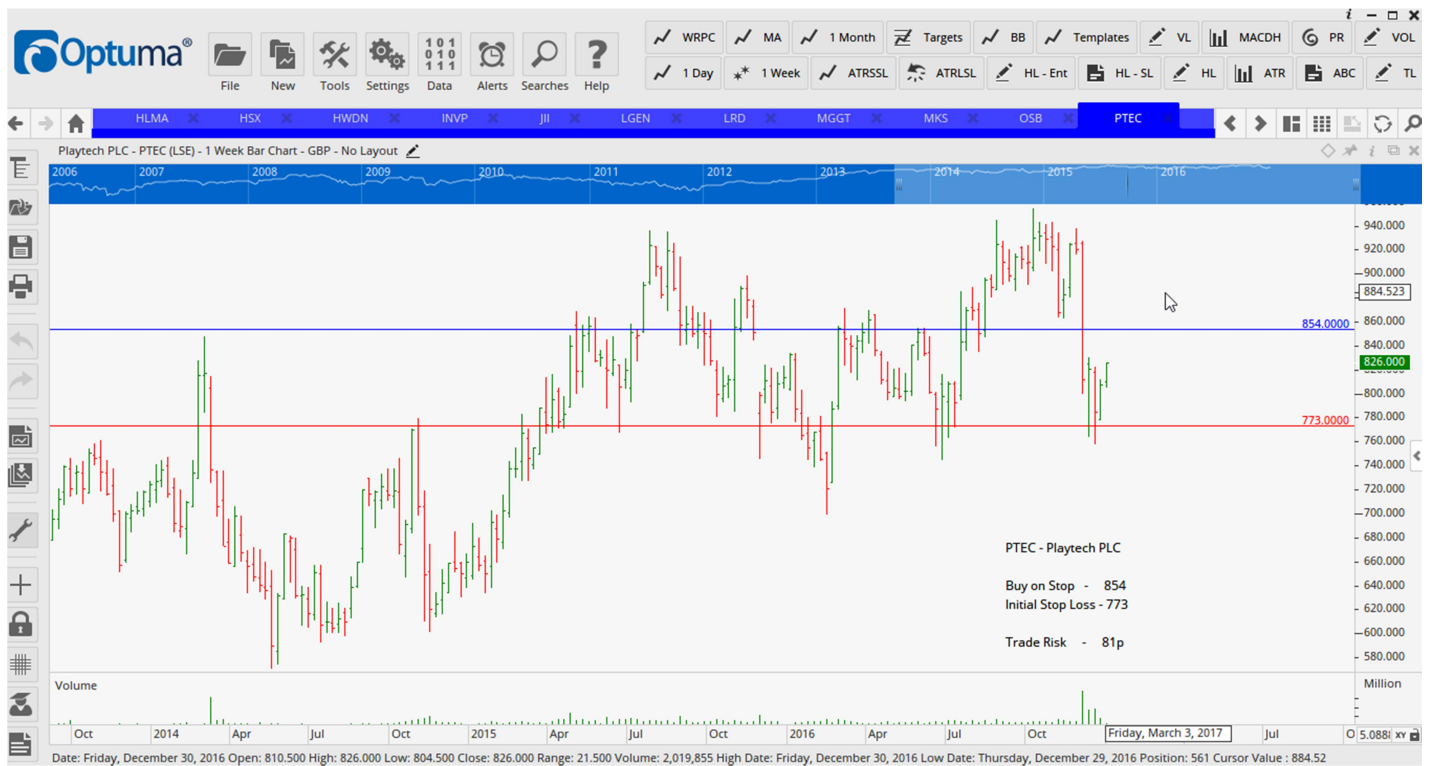 Optuma®
File New Tools Settings Data Alerts Searches Help
WRPC MA 1 Month Targets BB Templates VL MACDH PR VOL
1 Day 1 Week ATRSSL ATRLSL HL - Ent HL - SL HL ATR ABC TL
HLMA HSX HWDN INVP JII LGEN LRD MGGT MKS OSB PTEC
Playtech PLC - PTEC (LSE) - 1 Week Bar Chart - GBP - No Layout
2006 2007 2008 2009 2010 2011 2012 2013 2014 2015 2016
940.000
920.000
900.000
884.523
860.000
854.0000
840.000
826.000
800.000
780.000
773.0000
760.000
740.000
720.000
700.000
680.000
660.000
640.000
620.000
600.000
580.000
PTEC - Playtech PLC
Buy on Stop - 854
Initial Stop Loss - 773
Trade Risk - 81p
Volume
Million
Oct 2014 Apr Jul Oct 2015 Apr Jul Oct 2016 Apr Jul Oct Friday, March 3, 2017 Jul O XY
Date: Friday, December 30, 2016 Open: 810.500 High: 826.000 Low: 804.500 Close: 826.000 Range: 21.500 Volume: 2,019,855 High Date: Friday, December 30, 2016 Low Date: Thursday, December 29, 2016 Position: 561 Cursor Value : 884.52